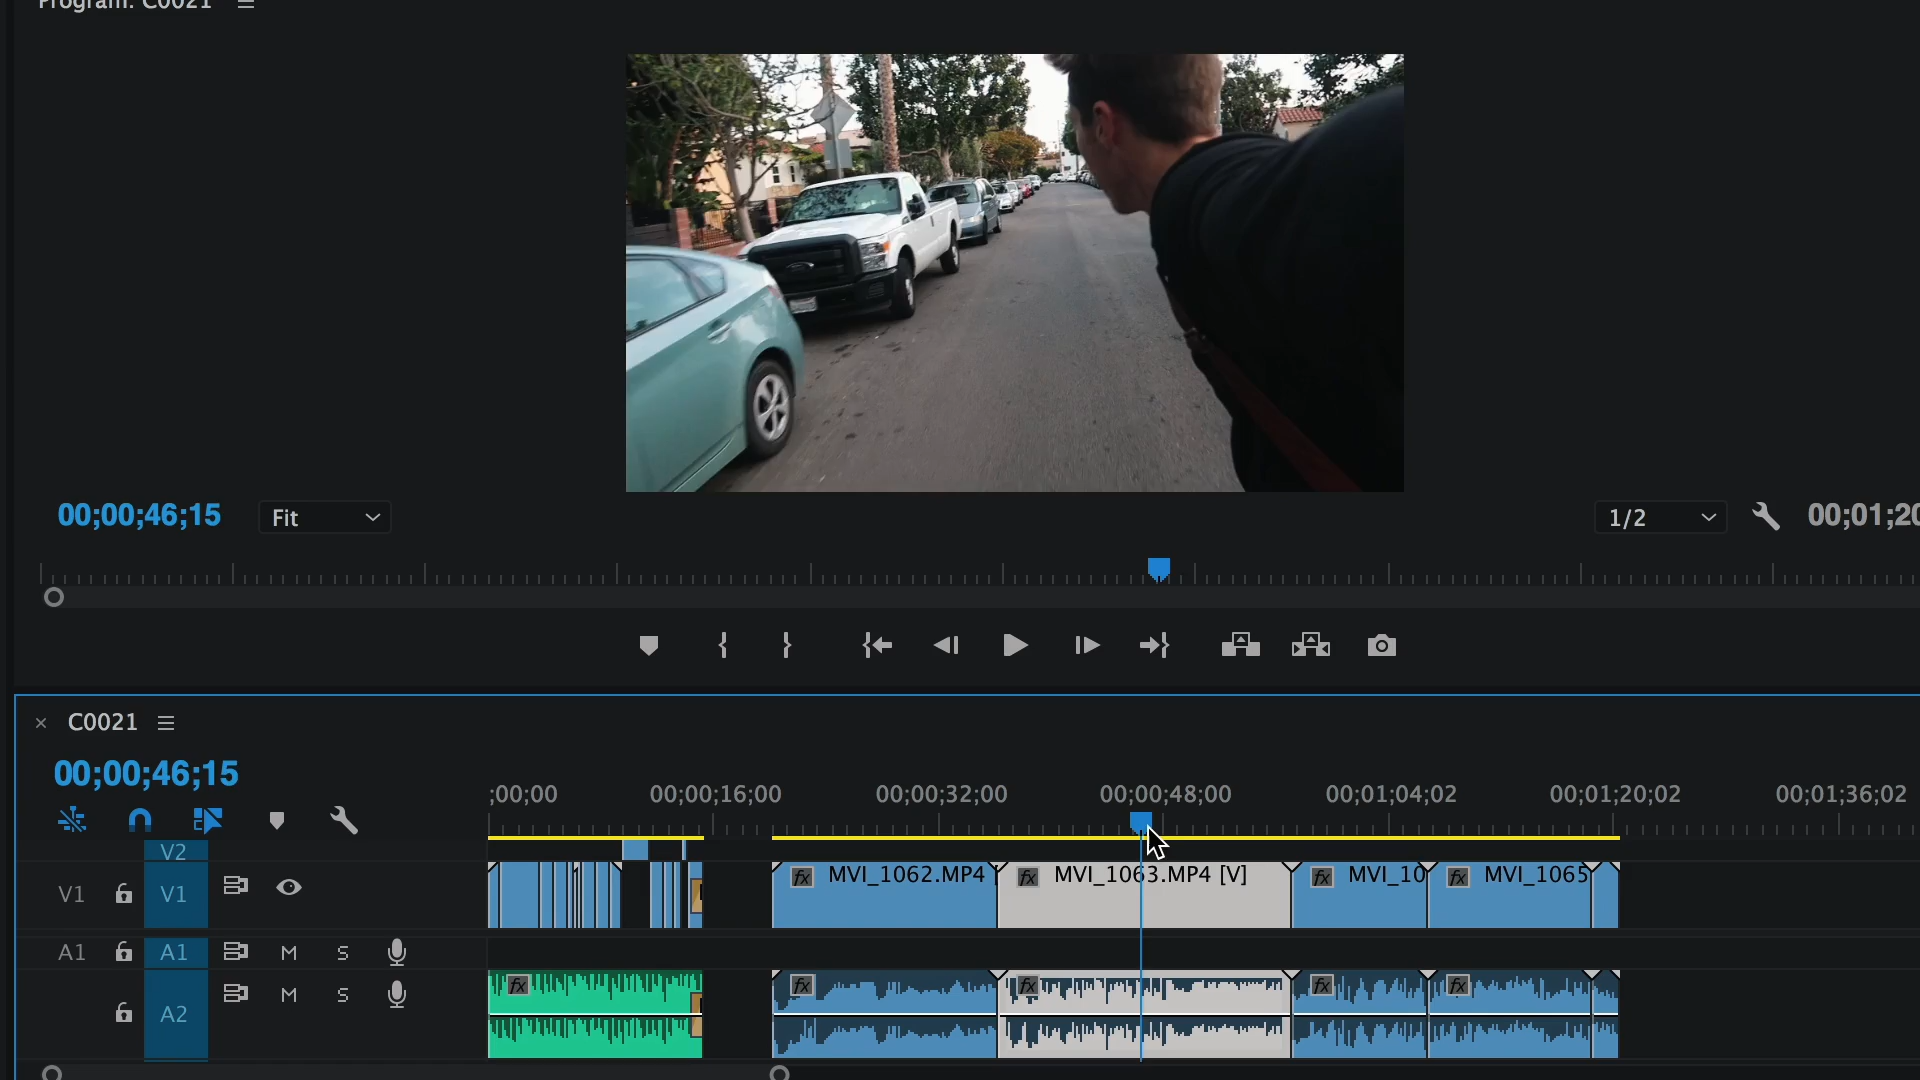 Program: C0021
00;00;46;15
Fit
1/2
00;01;20
C0021
00;00;46;15
;00;00
00;00;16;00
00;00;32;00
00;00;48;00
00;01;04;02
00;01;20;02
00;01;36;02
V2
V1
V1
fx
MVI_1062.MP4 [
fx
MVI_1063.MP4 [V]
fx
MVI_10
fx
MVI_1065
A1
A1
M
S
A2
M
S
fx
fx
fx
fx
fx